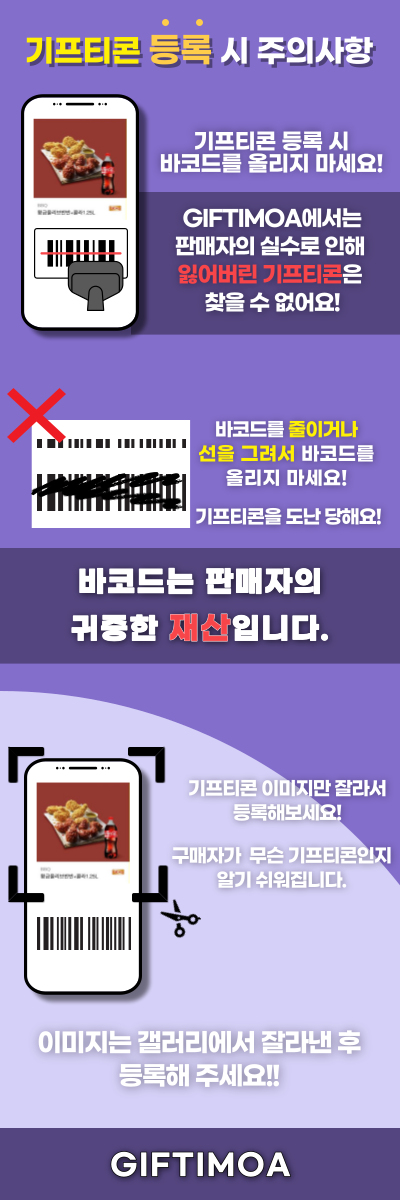 기프티콘 등록 시 주의사항
기프티콘 등록 시
바코드를 올리지 마세요!
GIFTIMOA에서는
판매자의 실수로 인해
잃어버린 기프티콘은
찾을 수 없어요!
바코드를 줄이거나
선을 그려서 바코드를
올리지 마세요!
기프티콘을 도난 당해요!
바코드는 판매자의
귀중한 재산입니다.
기프티콘 이미지만 잘라서
등록해보세요!
구매자가 무슨 기프티콘인지
알기 쉬워집니다.
이미지는 갤러리에서 잘라낸 후
등록해 주세요!!
GIFTIMOA